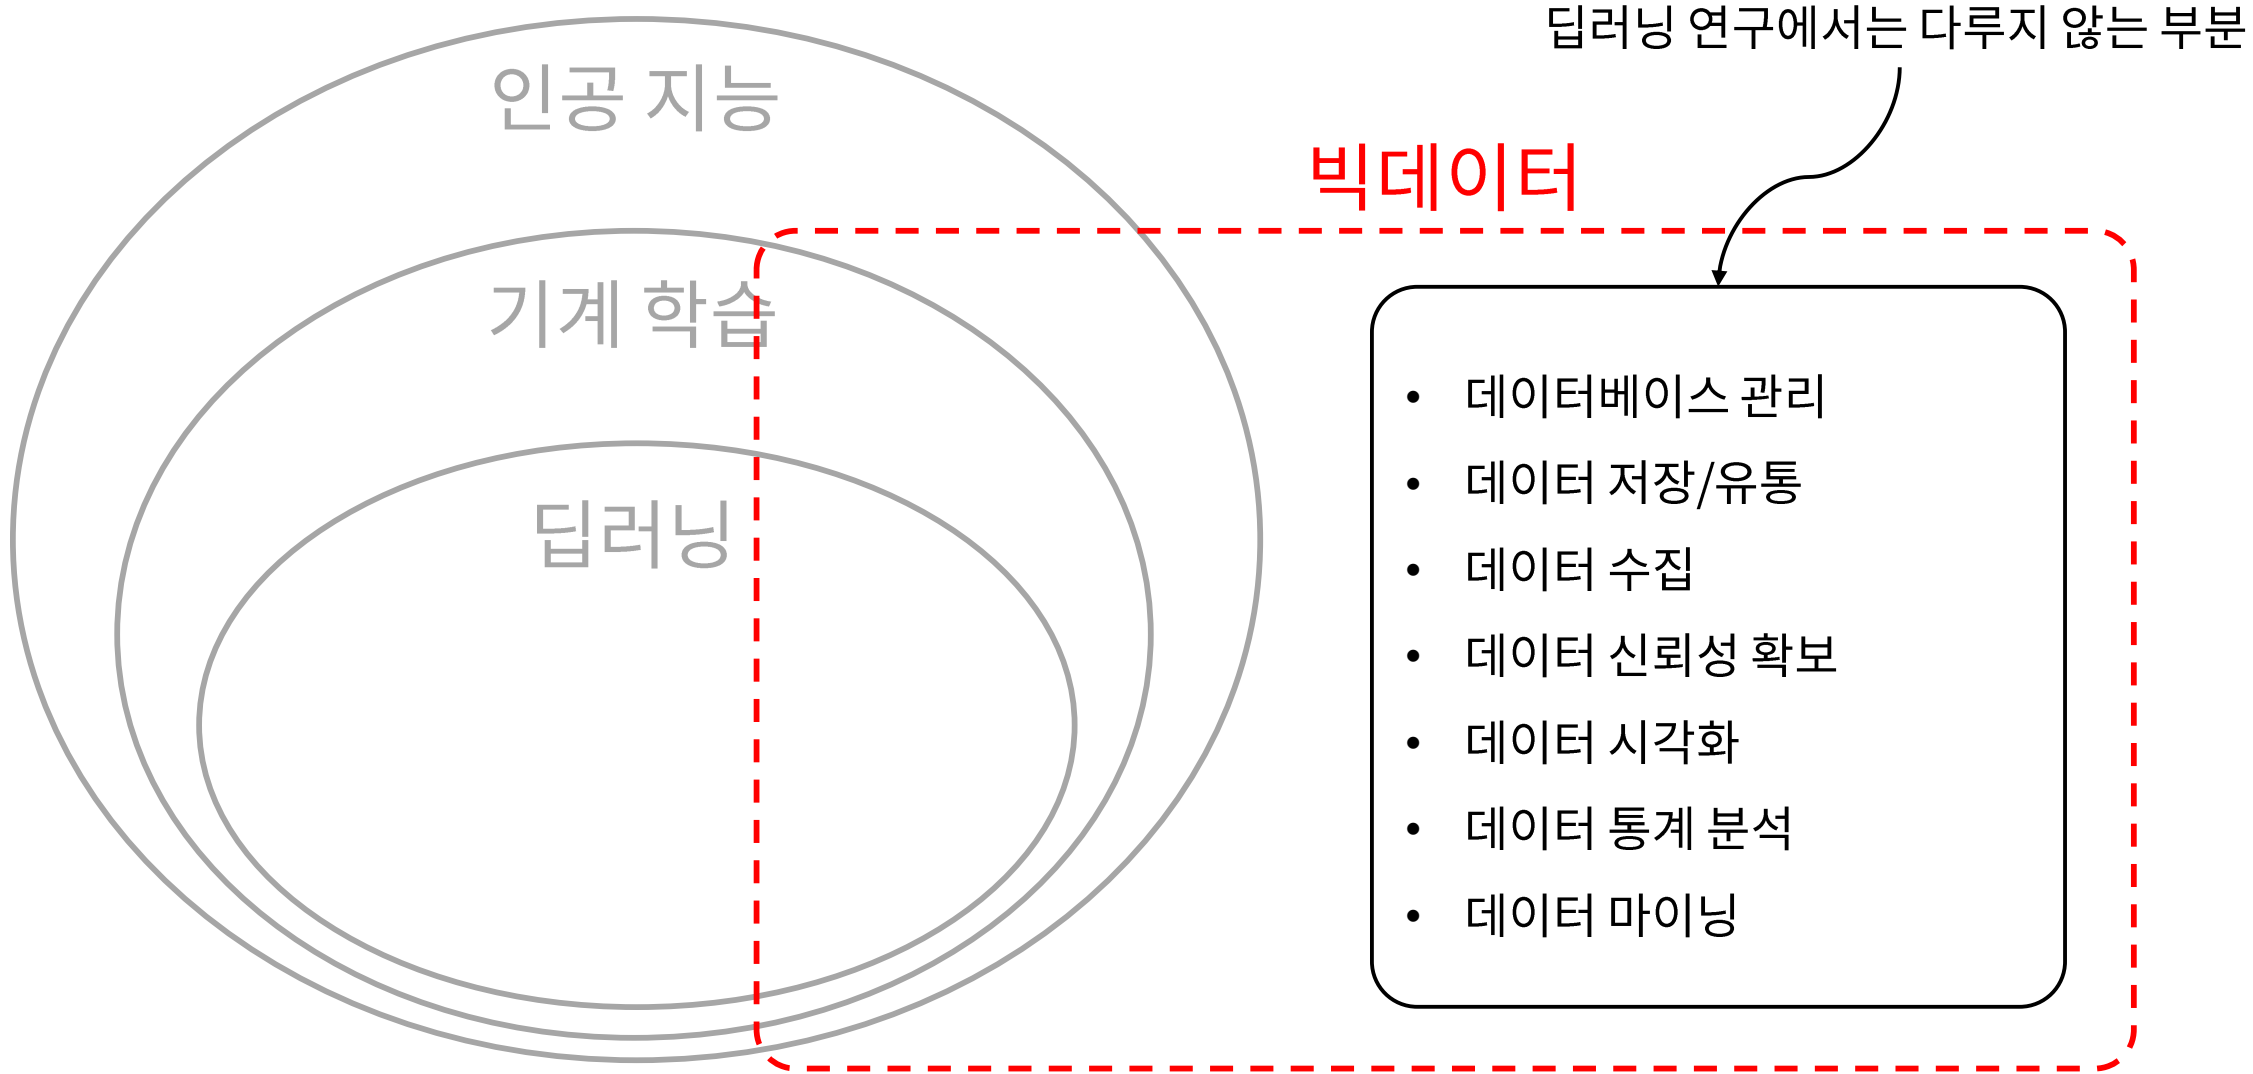 딥러닝 연구에서는 다루지 않는 부분
인공 지능
빅데이터
기계 학습
딥러닝
• 데이터베이스 관리
• 데이터 저장/유통
• 데이터 수집
• 데이터 신뢰성 확보
• 데이터 시각화
• 데이터 통계 분석
• 데이터 마이닝